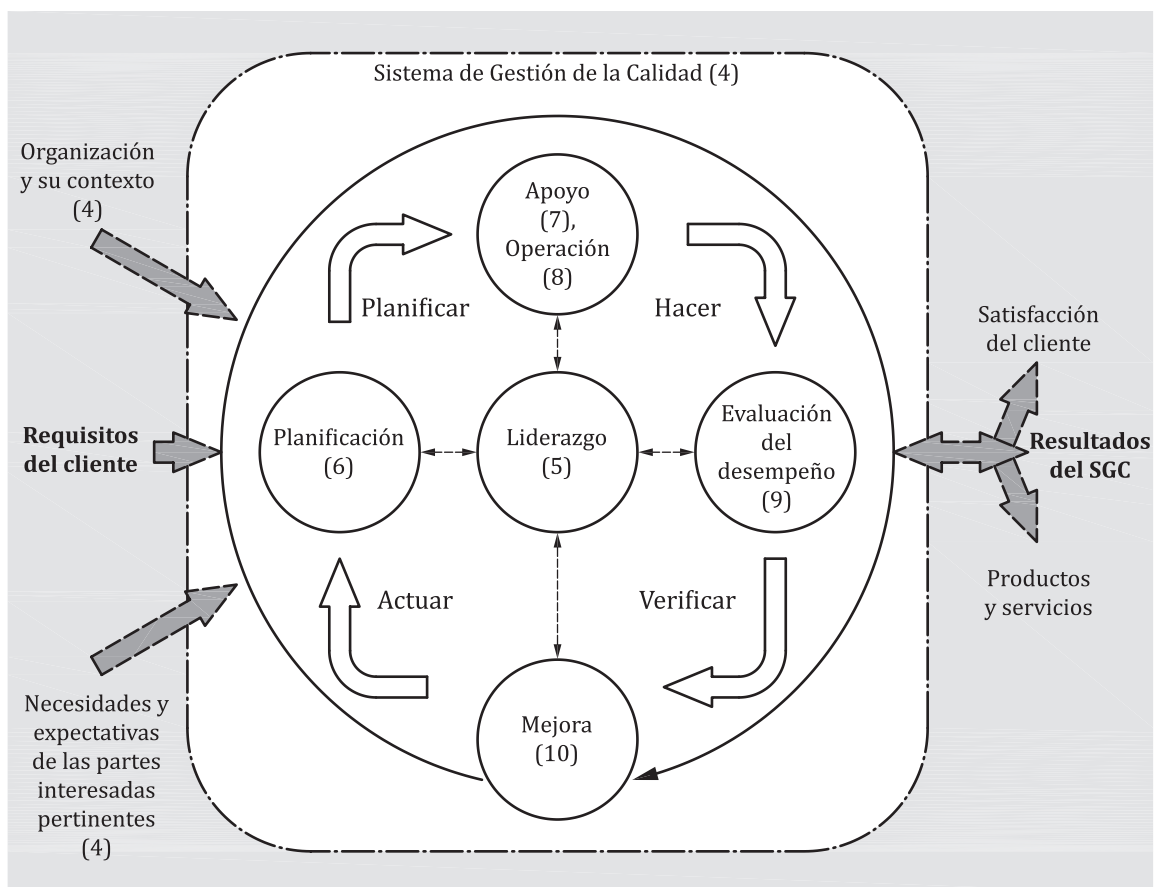 Sistema de Gestión de la Calidad (4)
Organización
y su contexto
(4)
Apoyo
(7),
Operación
(8)
Planificar
Hacer
Satisfacción
del cliente
Requisitos
del cliente
Planificación
(6)
Liderazgo
(5)
Evaluación
del
desempeño
(9)
Resultados
del SGC
Actuar
Verificar
Productos
y servicios
Necesidades y
expectativas
de las partes
interesadas
pertinentes
(4)
Mejora
(10)